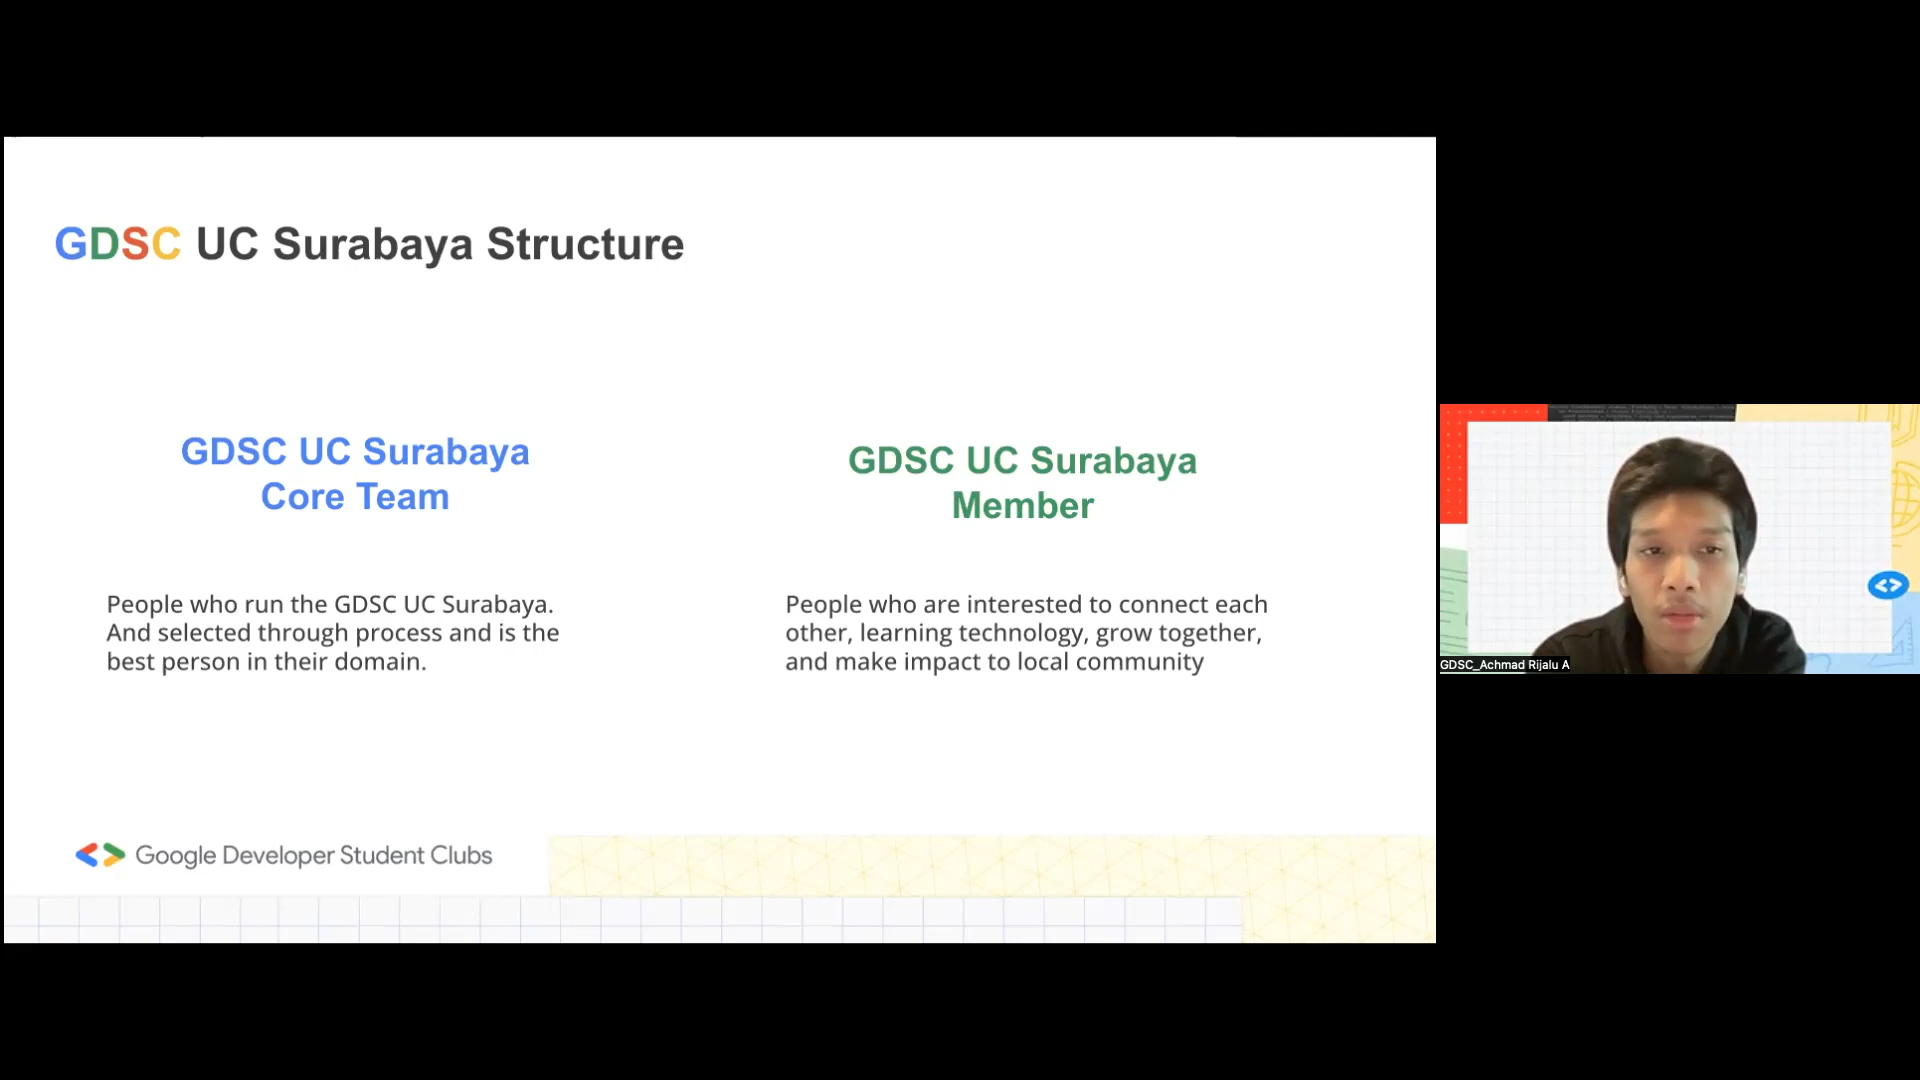 GDSC UC Surabaya Structure
GDSC UC Surabaya
Core Team
People who run the GDSC UC Surabaya.
And selected through process and is the
best person in their domain.
GDSC UC Surabaya
Member
People who are interested to connect each
other, learning technology, grow together,
and make impact to local community
Google Developer Student Clubs
GDSC_Achmad Rijalu A